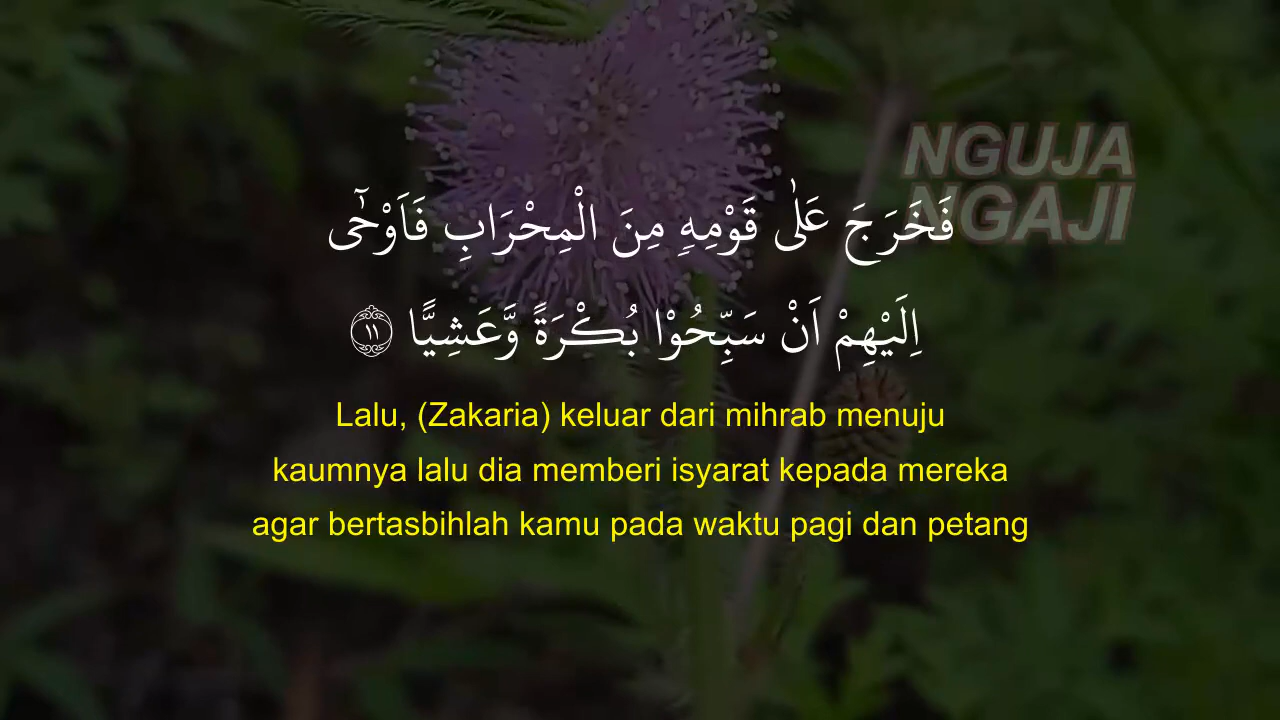 NGUJA
NGAJI
فَخَرَجَ عَلٰى قَوْمِهٖ مِنَ الْمِحْرَابِ فَاَوْحٰٓى
اِلَيْهِمْ اَنْ سَبِّحُوْا بُكْرَةً وَّعَشِيًّا ١١
Lalu, (Zakaria) keluar dari mihrab menuju
kaumnya lalu dia memberi isyarat kepada mereka
agar bertasbihlah kamu pada waktu pagi dan petang